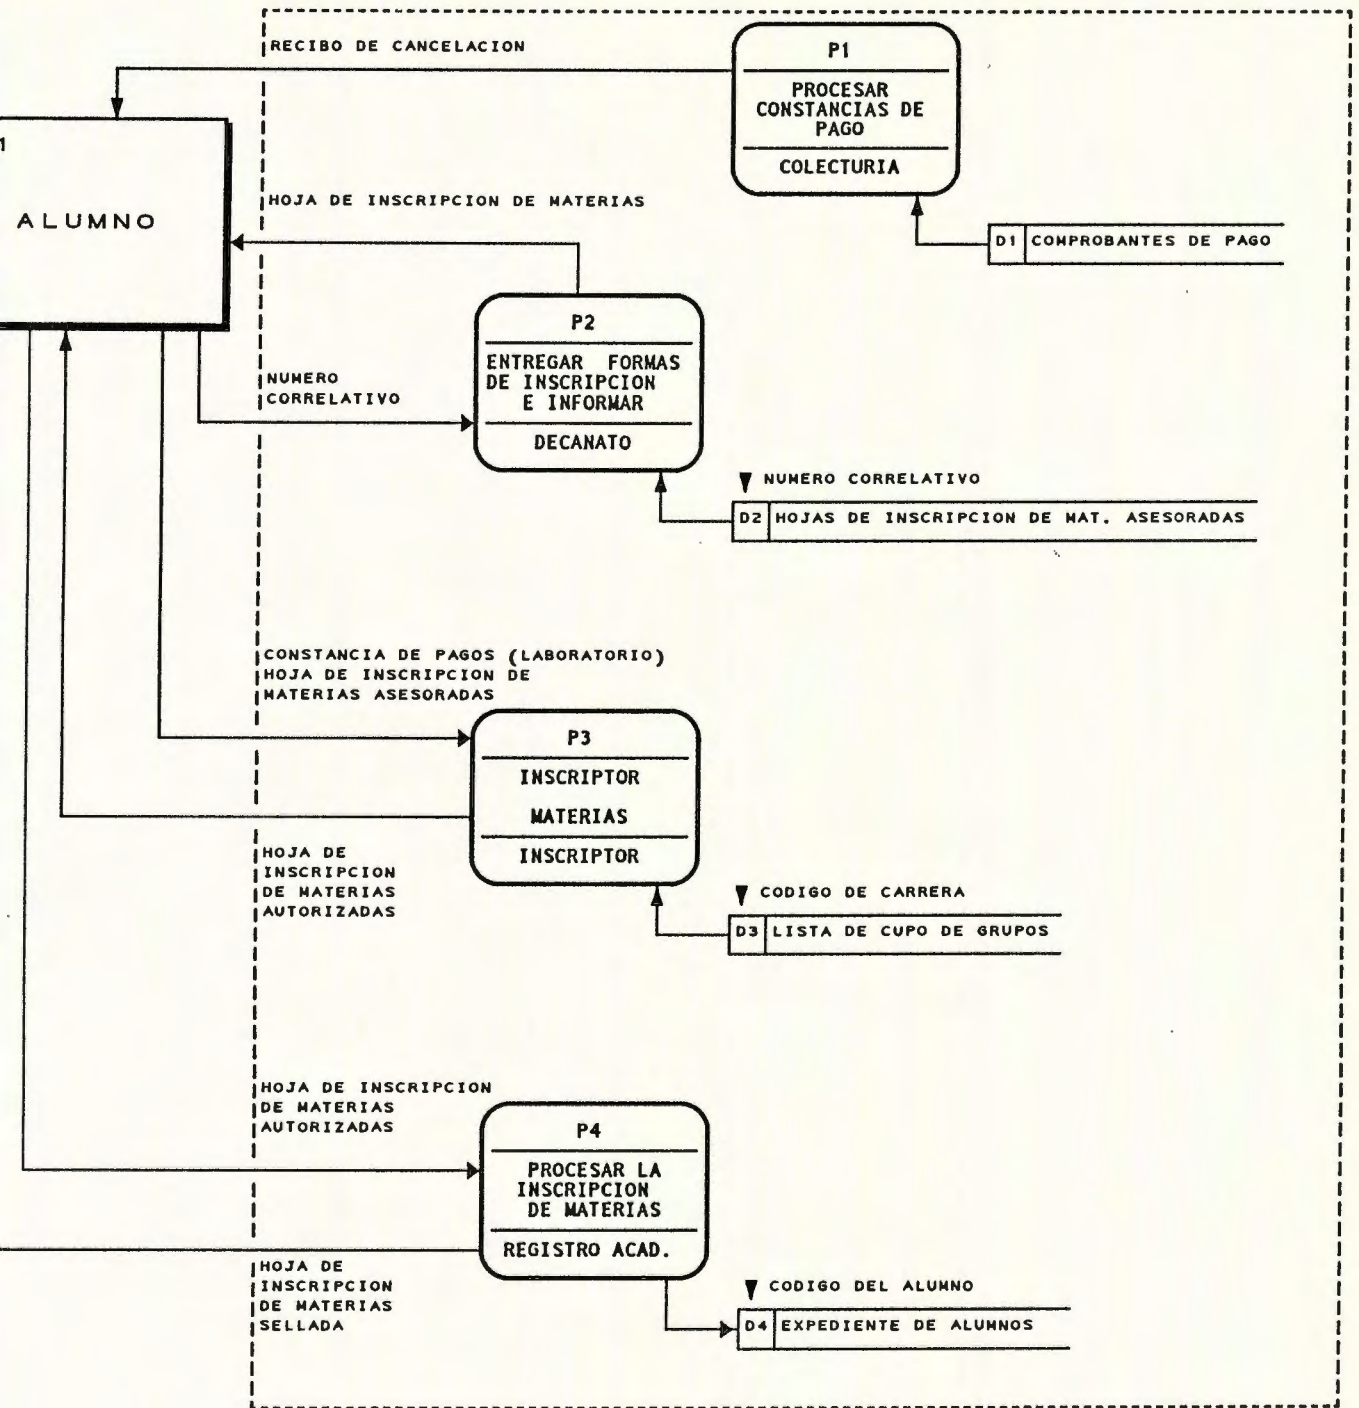 RECIBO DE CANCELACION
P1
PROCESAR
CONSTANCIAS DE
PAGO
COLECTURIA
1
ALUMNO
HOJA DE INSCRIPCION DE MATERIAS
D1 COMPROBANTES DE PAGO
P2
ENTREGAR FORMAS
DE INSCRIPCION
E INFORMAR
DECANATO
NUMERO
CORRELATIVO
NUMERO CORRELATIVO
D2 HOJAS DE INSCRIPCION DE MAT. ASESORADAS
CONSTANCIA DE PAGOS (LABORATORIO)
HOJA DE INSCRIPCION DE
MATERIAS ASESORADAS
P3
INSCRIPTOR
MATERIAS
INSCRIPTOR
HOJA DE
INSCRIPCION
DE MATERIAS
AUTORIZADAS
CODIGO DE CARRERA
D3 LISTA DE CUPO DE GRUPOS
HOJA DE INSCRIPCION
DE MATERIAS
AUTORIZADAS
P4
PROCESAR LA
INSCRIPCION
DE MATERIAS
REGISTRO ACAD.
HOJA DE
INSCRIPCION
DE MATERIAS
SELLADA
CODIGO DEL ALUMNO
D4 EXPEDIENTE DE ALUMNOS